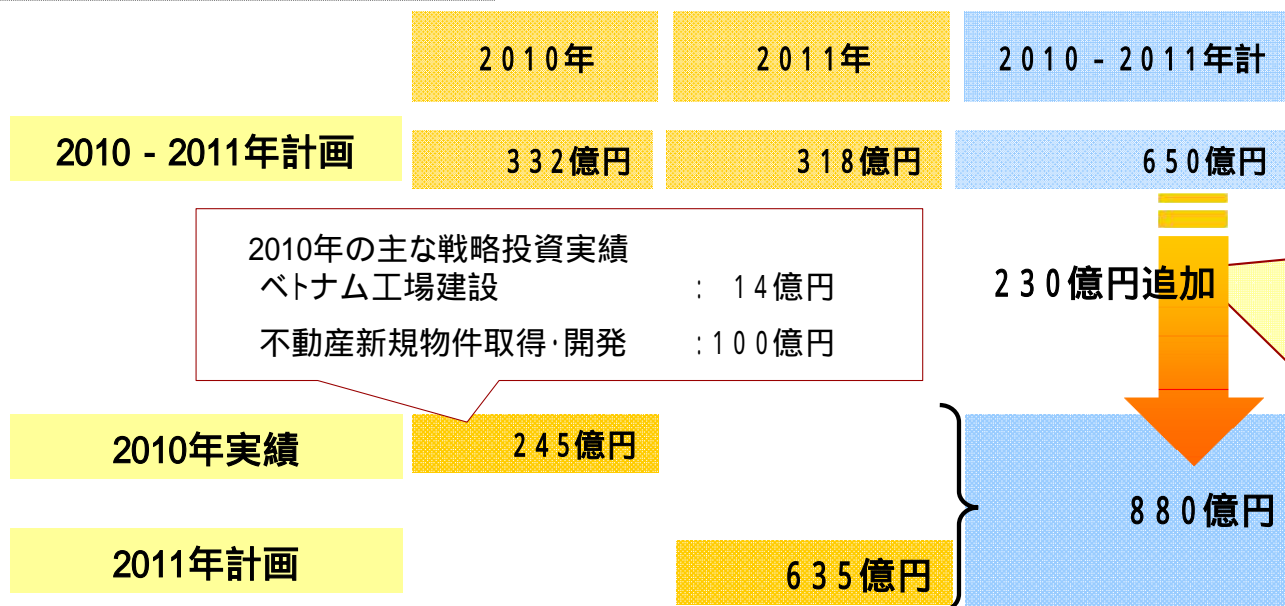 2010年 2011年 2010-2011年計
2010-2011年計画 332億円 318億円 650億円
2010年の主な戦略投資実績
ベトナム工場建設 : 14億円
不動産新規物件取得・開発 :100億円
230億円追加
2010年実績 245億円
880億円
2011年計画 635億円